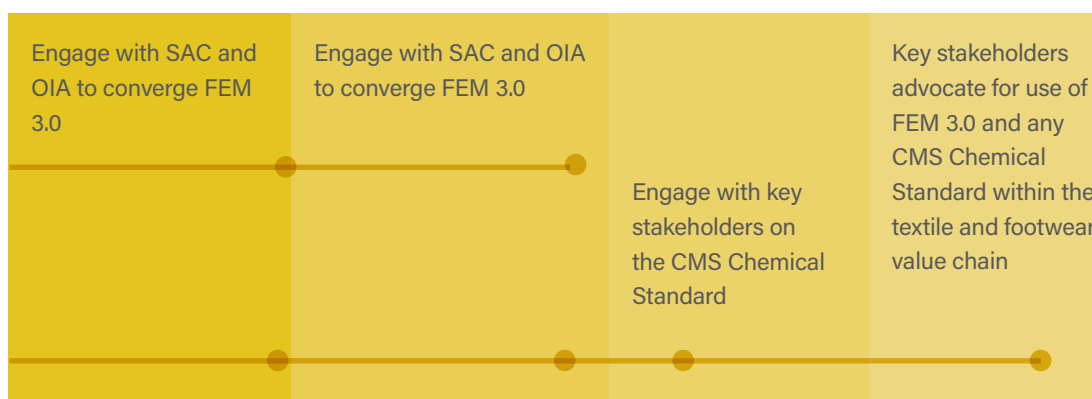 Engage with SAC and
OIA to converge FEM
3.0
Engage with SAC and OIA
to converge FEM 3.0
Engage with key
stakeholders on
the CMS Chemical
Standard
Key stakeholders
advocate for use of
FEM 3.0 and any
CMS Chemical
Standard within the
textile and footwear
value chain